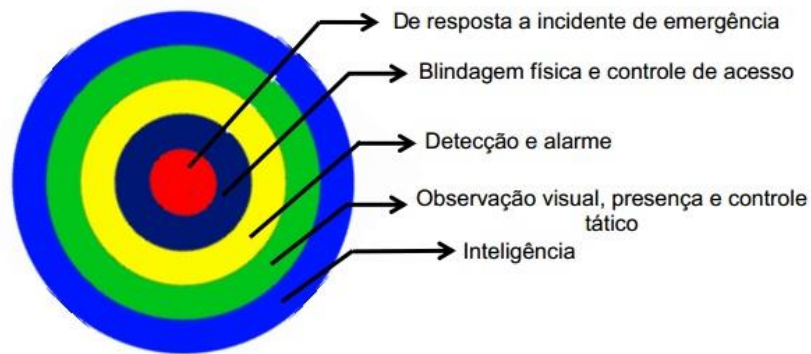 De resposta a incidente de emergência
Blindagem física e controle de acesso
Detecção e alarme
Observação visual, presença e controle
tático
Inteligência